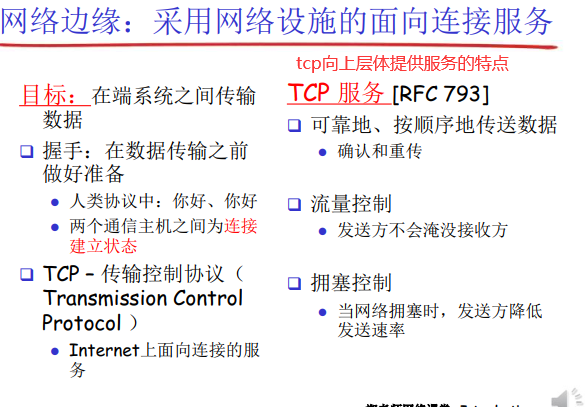 网络边缘：采用网络设施的面向连接服务
目标：在端系统之间传输
数据
握手：在数据传输之前
做好准备
人类协议中：你好、你好
两个通信主机之间为连接
建立状态
TCP – 传输控制协议（
Transmission Control
Protocol ）
Internet上面向连接的服
务
tcp向上层体提供服务的特点
TCP 服务 [RFC 793]
可靠地、按顺序地传送数据
确认和重传
流量控制
发送方不会淹没接收方
拥塞控制
当网络拥塞时，发送方降低
发送速率